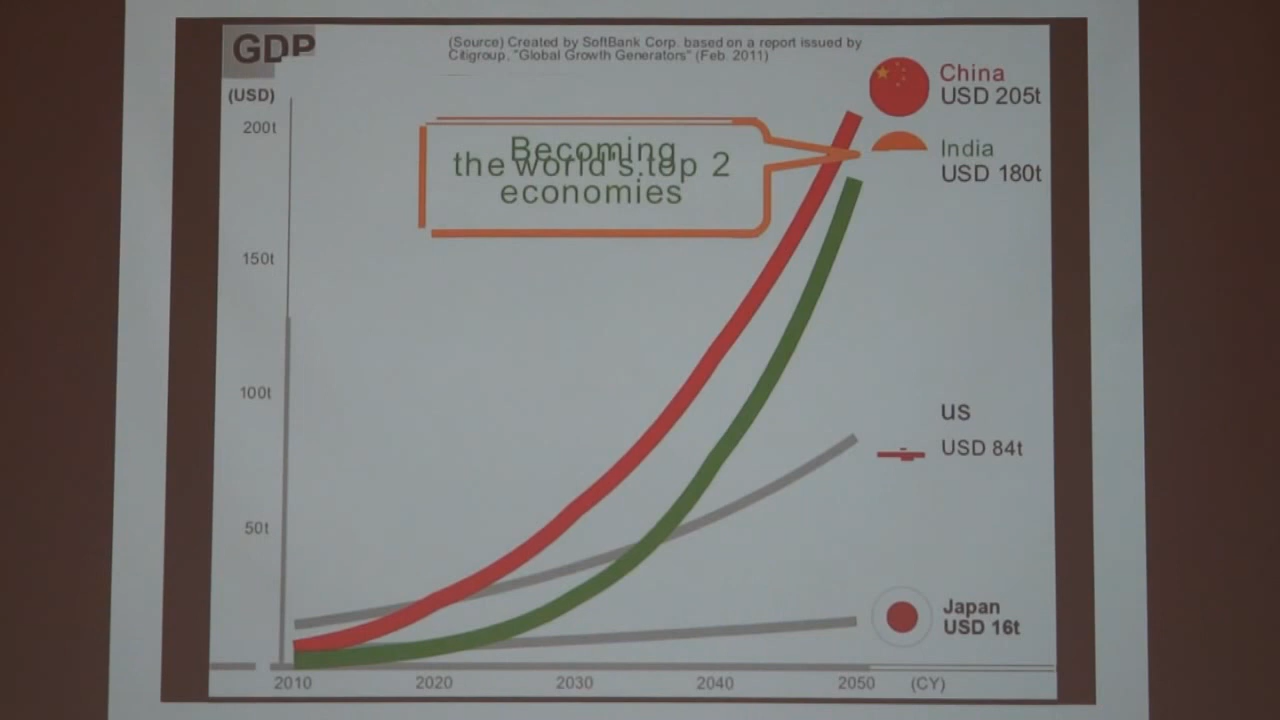 GDP
(Source) Created by SoftBank Corp. based on a report issued by
Citigroup, "Global Growth Generators" (Feb. 2011)
(USD)
200t
150t
100t
50t
Becoming
the world's top 2
economies
China
USD 205t
India
USD 180t
US
USD 84t
Japan
USD 16t
2010
2020
2030
2040
2050
(CY)